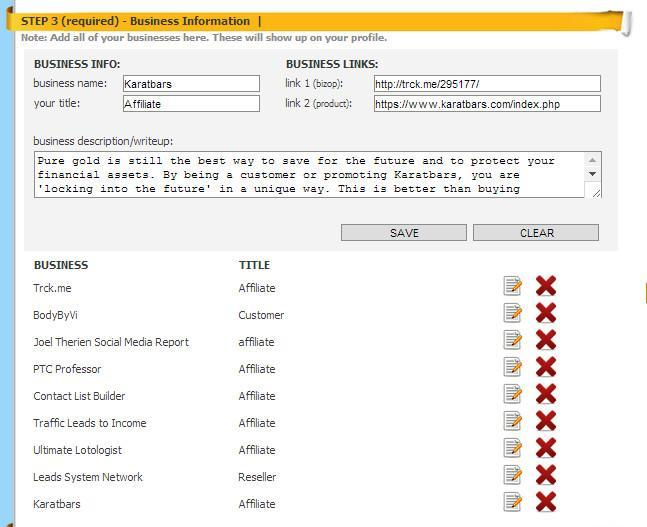 STEP 3 (required) - Business Information |
Note: Add all of your businesses here. These will show up on your profile.
BUSINESS INFO: BUSINESS LINKS:
business name: Karatbars link 1 (bizop): http://trck.me/295177/
your title: Affiliate link 2 (product): https://www.karatbars.com/index.php
business description/writeup:
Pure gold is still the best way to save for the future and to protect your
financial assets. By being a customer or promoting Karatbars, you are
'locking into the future' in a unique way. This is better than buying
SAVE CLEAR
BUSINESS TITLE
Trck.me Affiliate
BodyByVi Customer
Joel Therien Social Media Report affiliate
PTC Professor Affiliate
Contact List Builder Affiliate
Traffic Leads to Income Affiliate
Ultimate Lotologist Affiliate
Leads System Network Reseller
Karatbars Affiliate